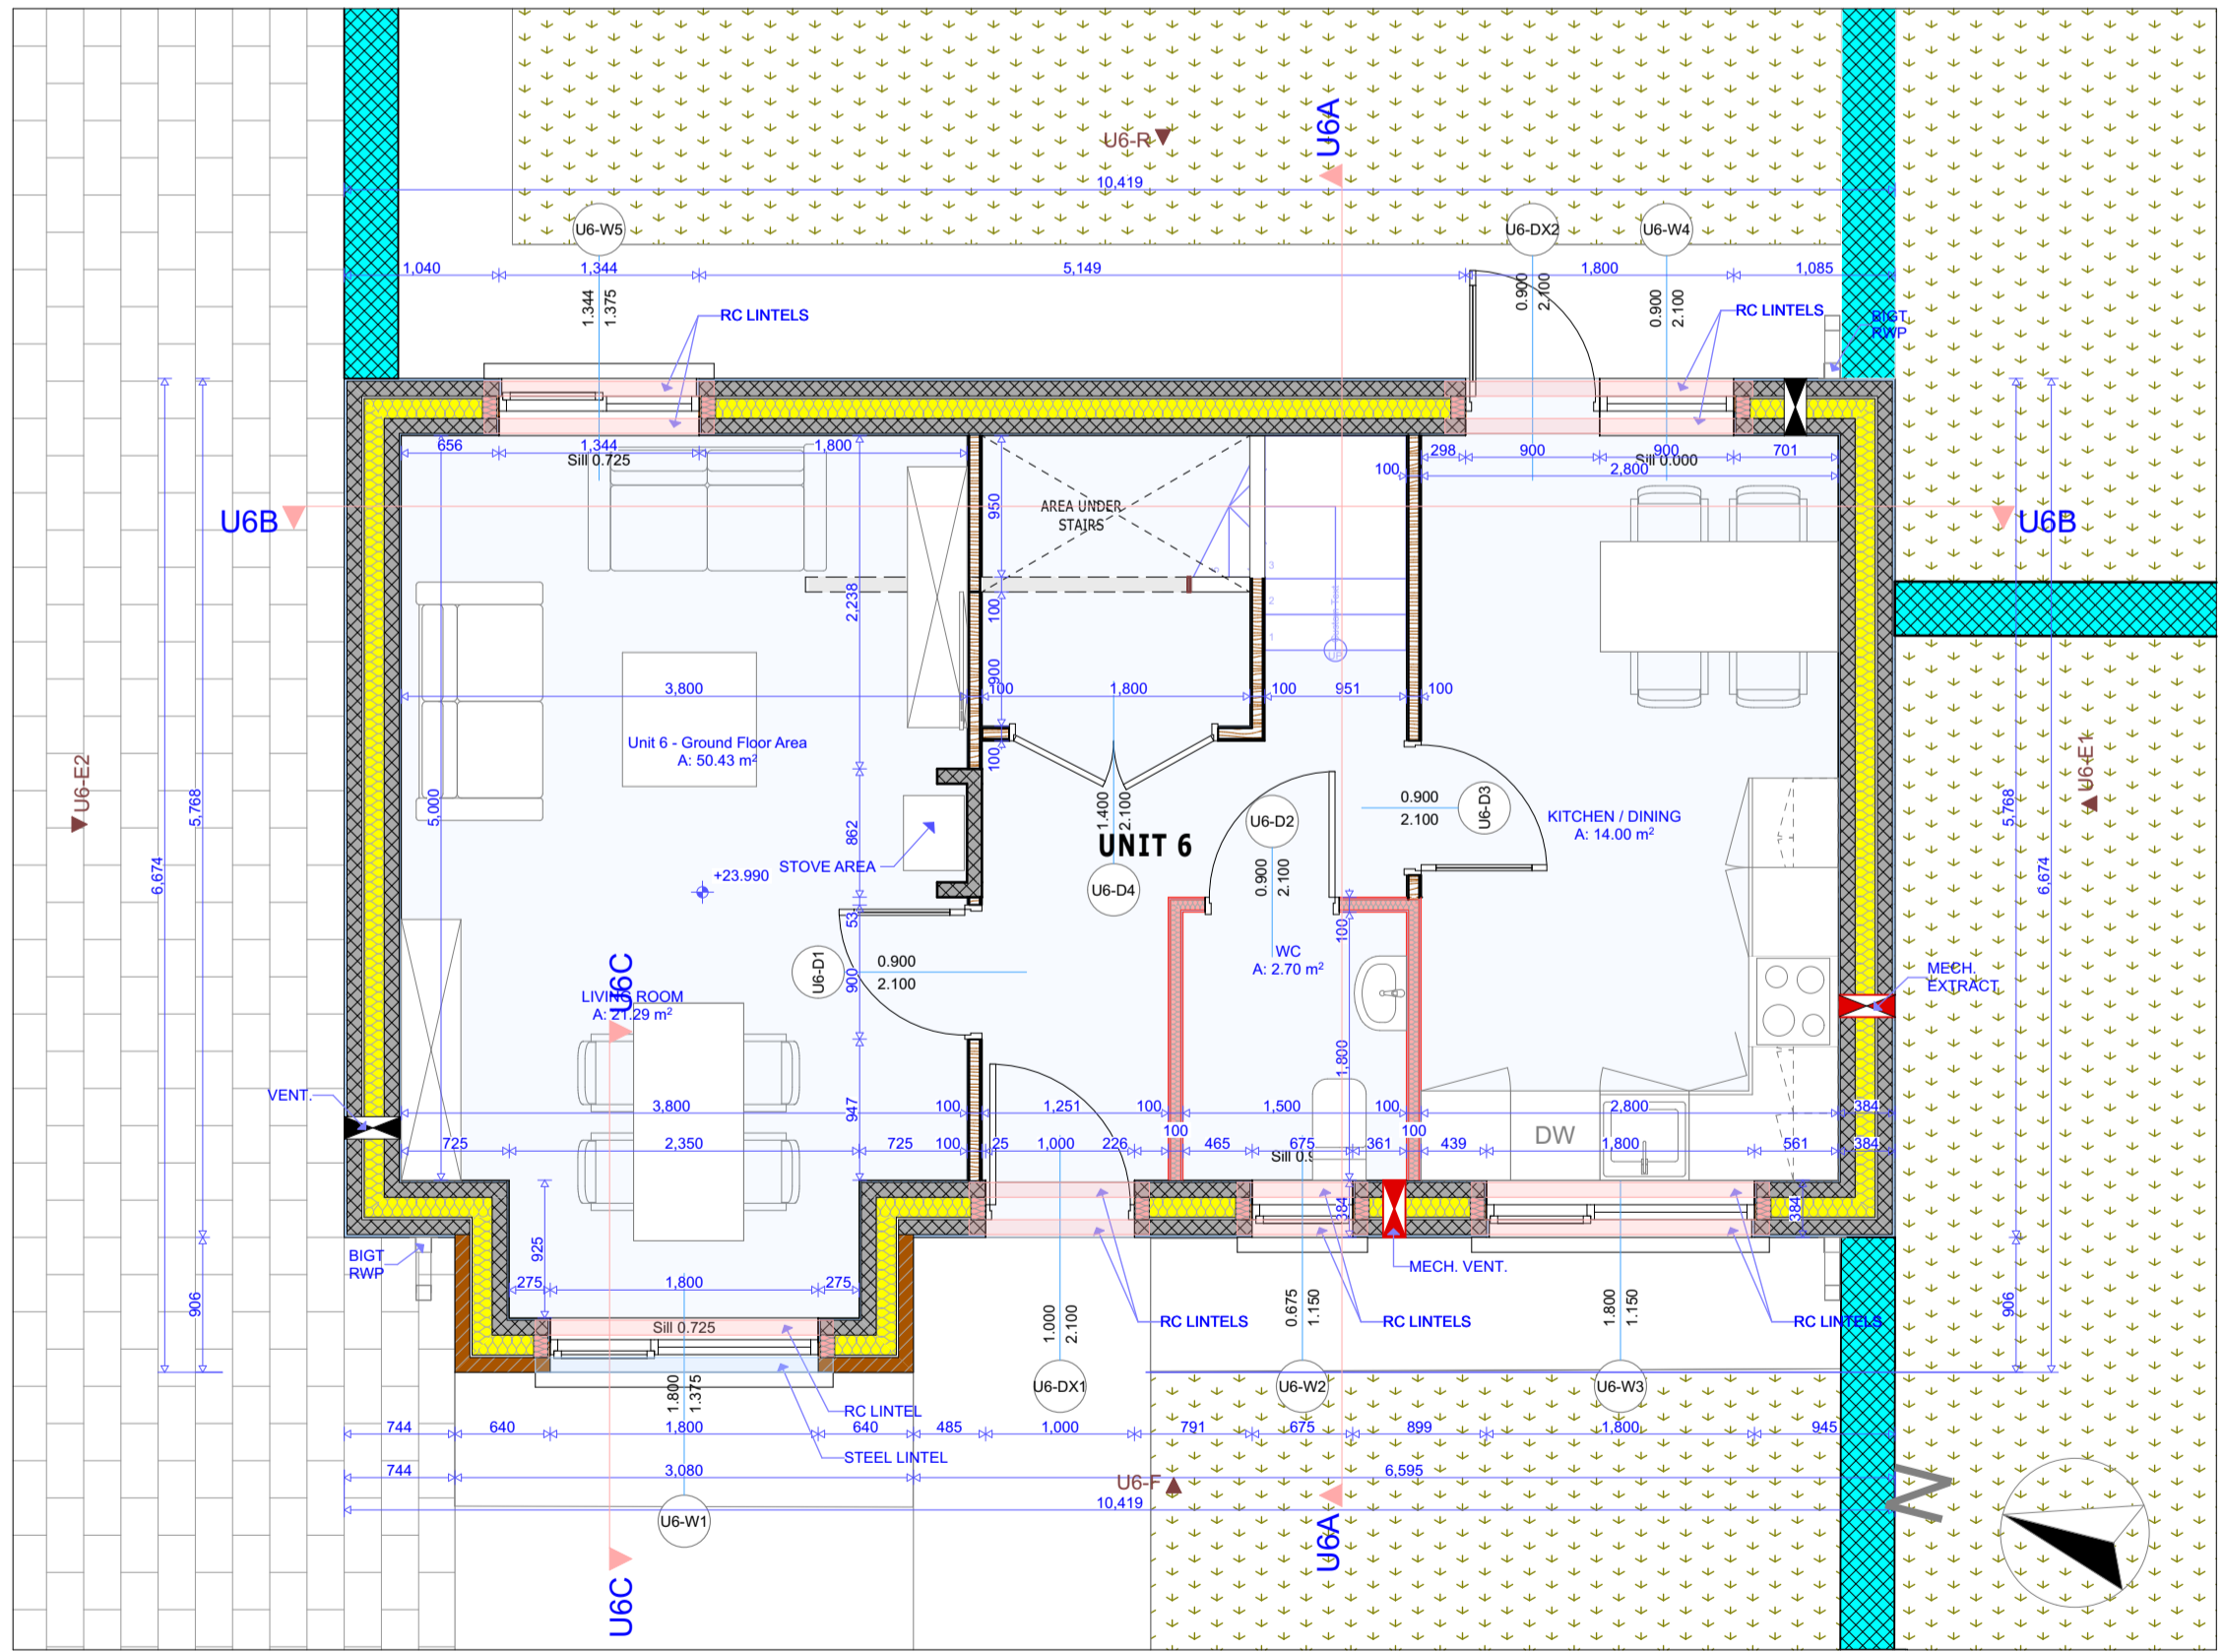 U6A
U6-R
10,419
U6-W5
U6-DX2
U6-W4
1,040
1,344
5,149
1,800
1,085
1.344
1.375
0.900
2.100
0.900
2.100
RC LINTELS
RC LINTELS
BIGT
RWP
656
1,344
1,800
Sill 0.725
298
900
900
701
Sill 0.000
100
2,800
U6B
950
AREA UNDER
STAIRS
U6B
2,238
100
3
2
1
UP
3,800
900
100
1,800
100
951
100
Unit 6 - Ground Floor Area
A: 50.43 m²
100
U6-E2
U6-E1
5,000
5,768
6,674
5,768
6,674
862
1.400
2.100
UNIT 6
U6-D2
0.900
2.100
U6-D3
KITCHEN / DINING
A: 14.00 m²
STOVE AREA
+23.990
U6-D4
0.900
2.100
53
100
U6-D1
0.900
2.100
900
WC
A: 2.70 m²
U6C
LIVING ROOM
A: 21.29 m²
MECH.
EXTRACT
1,800
VENT.
3,800
947
100
1,251
100
1,500
100
2,800
384
725
2,350
725
100
25
1,000
226
100
465
675
361
100
439
DW
1,800
561
384
Sill 0.9
384
384
925
BIGT
RWP
275
1,800
275
MECH. VENT.
906
906
Sill 0.725
1.000
2.100
0.675
1.150
1.800
1.150
RC LINTELS
RC LINTELS
RC LINTELS
1.800
1.375
U6-DX1
U6-W2
U6-W3
RC LINTEL
744
640
1,800
640
485
1,000
791
675
899
1,800
945
STEEL LINTEL
744
3,080
6,595
U6-F
10,419
N
U6-W1
U6A
U6C